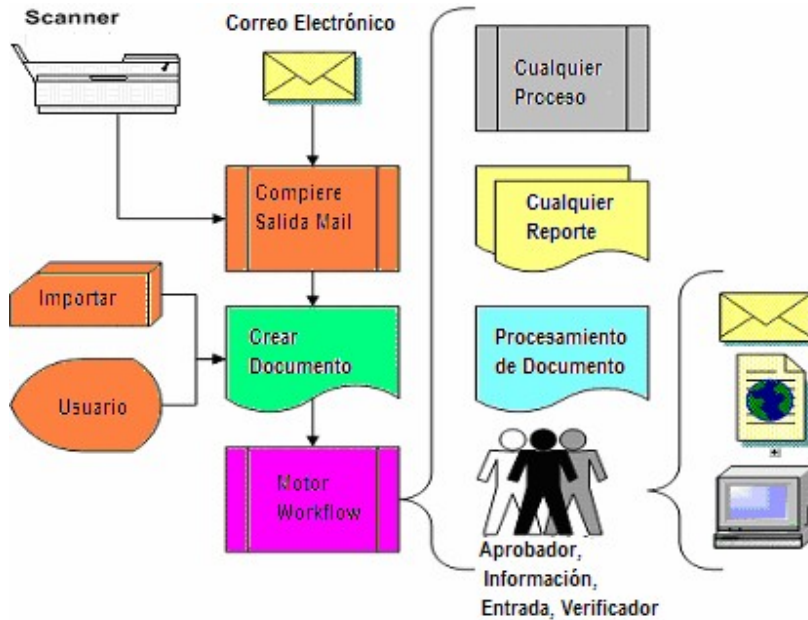 Scanner
Correo Electrónico
Cualquier
Proceso
Compiere
Salida Mail
Cualquier
Reporte
Importar
Crear
Documento
Procesamiento
de Documento
Usuario
Motor
Workflow
Aprobador,
Información,
Entrada, Verificador